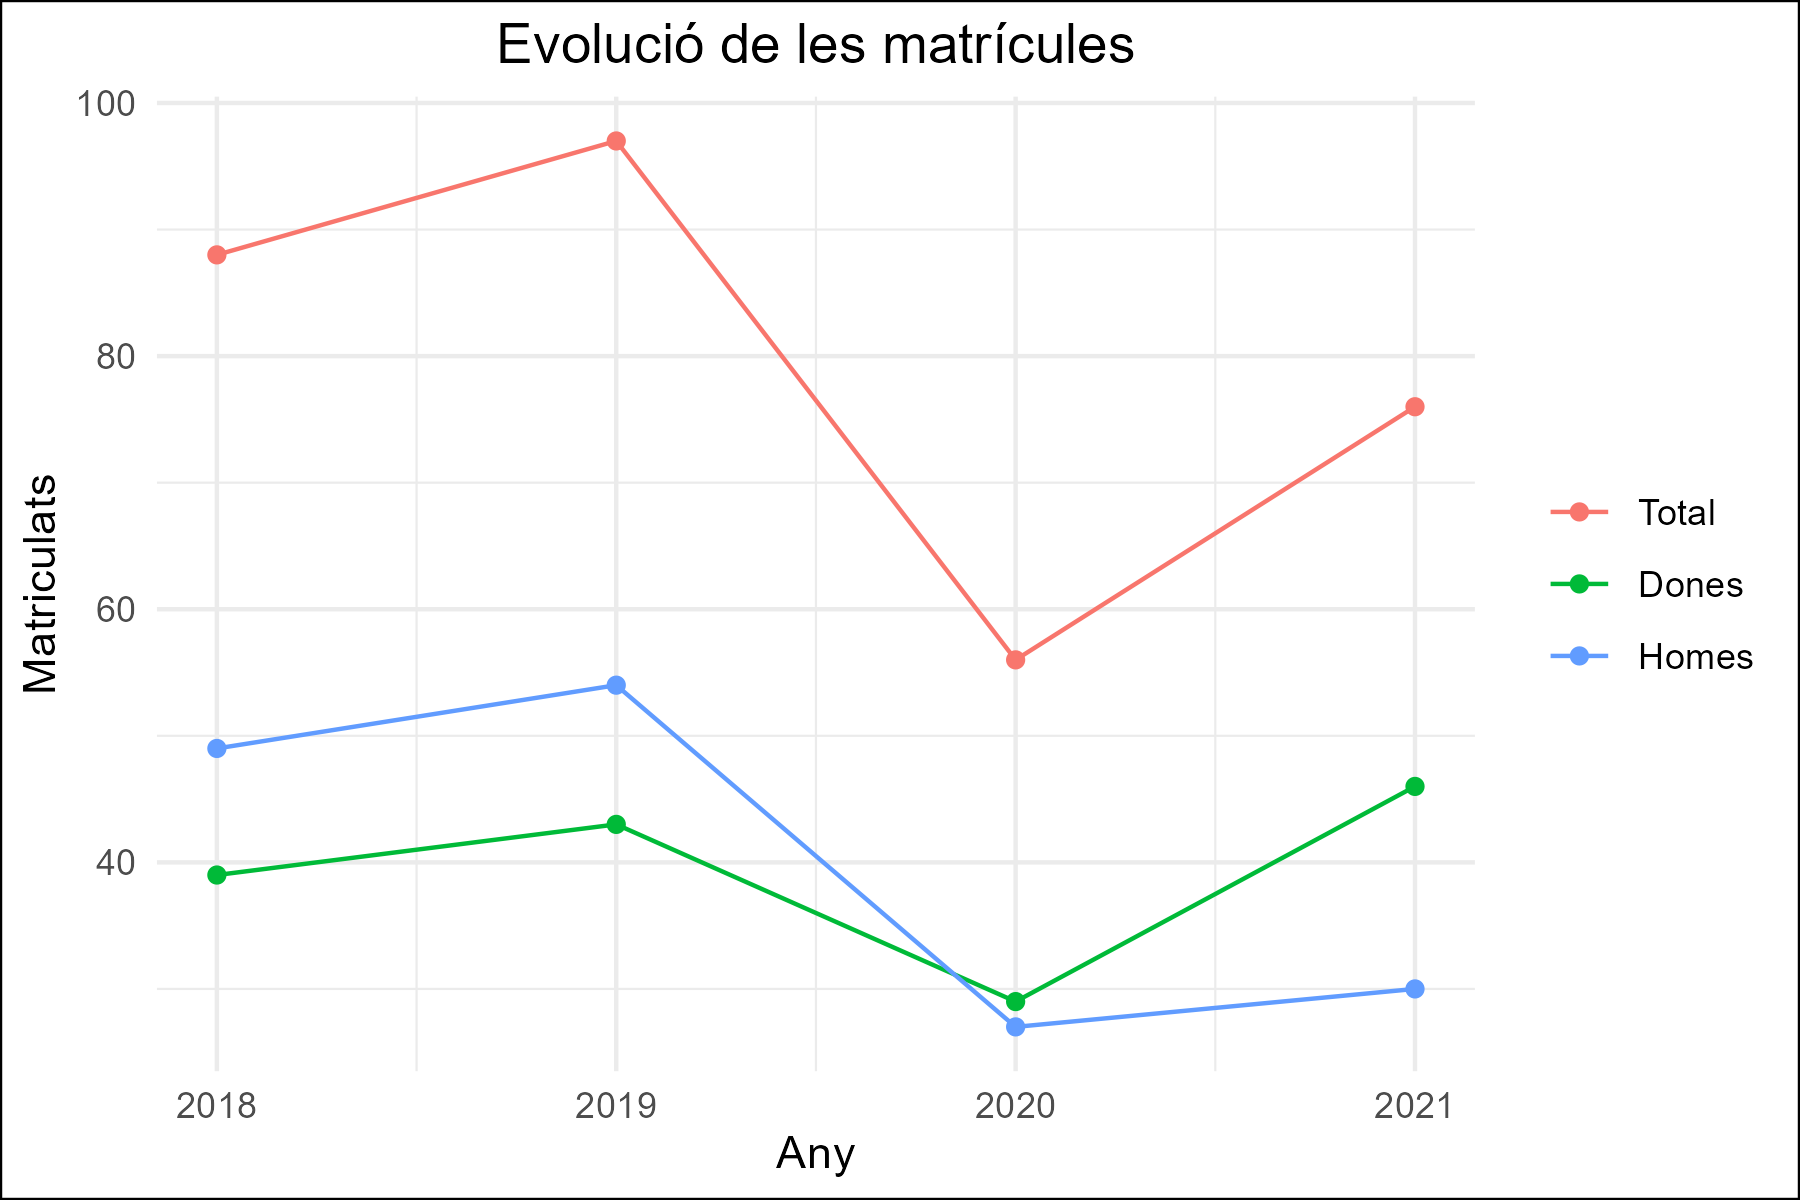 Evolució de les matrícules
100
80
60
40
Matriculats
2018 2019 2020 2021
Any
Total
Dones
Homes